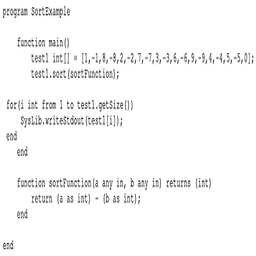 program SortExample
function main()
test1 int[] = [1,-1,8,-8,2,-2,7,-7,3,-3,6,-6,9,-9,4,-4,5,-5,0];
test1.sort(sortFunction);
for(i int from 1 to test1.getSize())
SysLib.writeStdout(test1[i]);
end
end
function sortFunction(a any in, b any in) returns (int)
return (a as int) - (b as int);
end
end